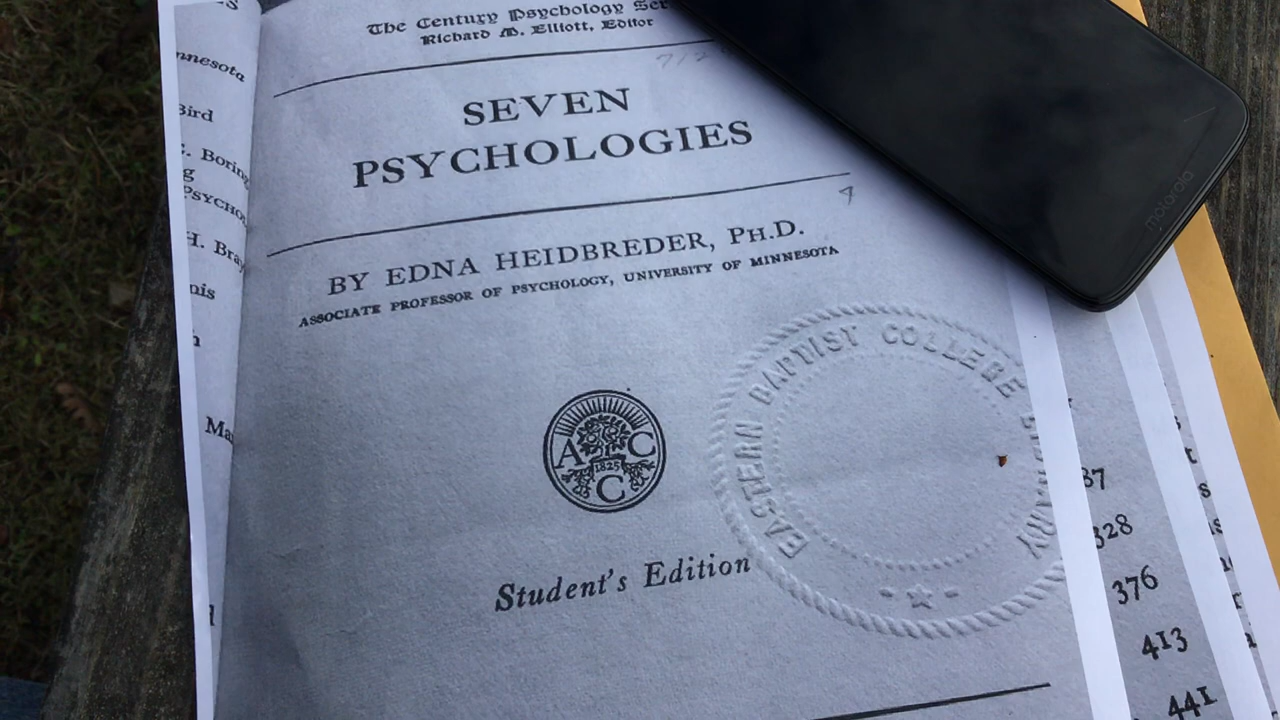 The Century Psychology Ser
Richard M. Elliott, Editor
712
SEVEN
PSYCHOLOGIES
BY EDNA HEIDBREDER, PH.D.
ASSOCIATE PROFESSOR OF PSYCHOLOGY, UNIVERSITY OF MINNESOTA
A C
1825
C
Student's Edition
EASTERN BAPTIST COLLEGE LIBRARY
motorola
nnesota
Bird
. Boring
g
Psycho
H. Bray
nis
h
Ma
37
328
376
413
441